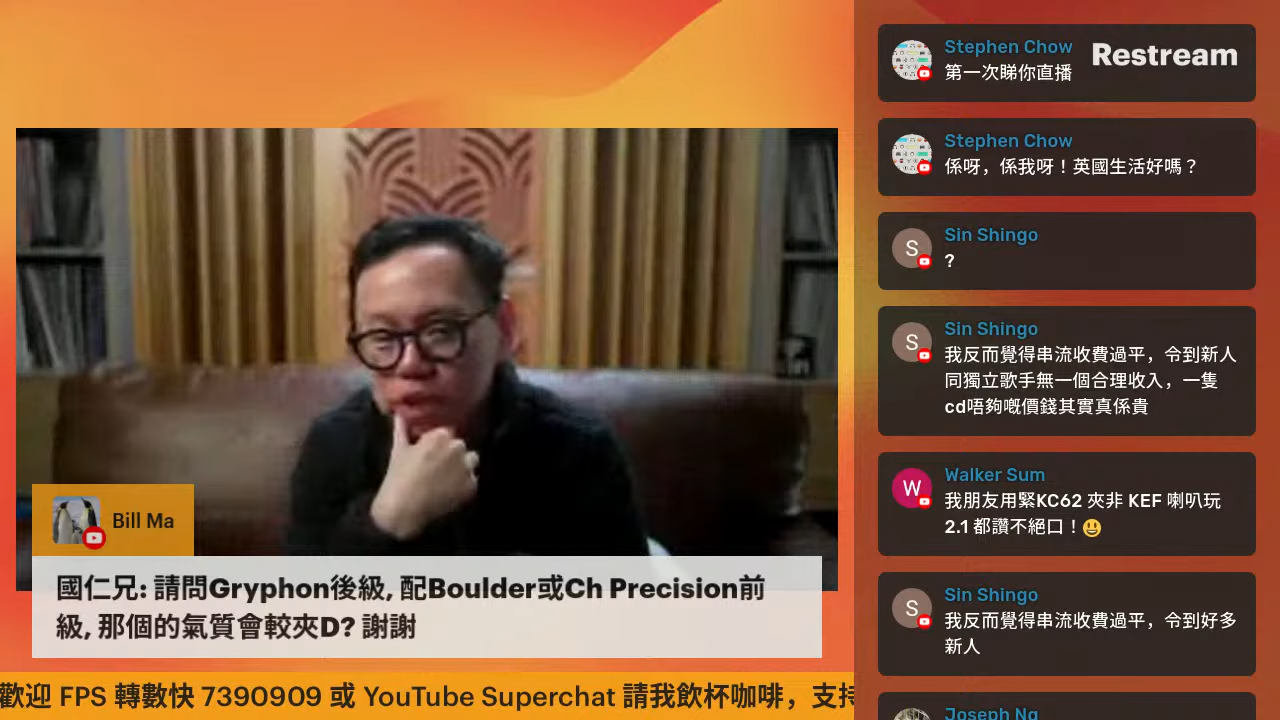 Bill Ma
國仁兄: 請問Gryphon後級, 配Boulder或Ch Precision前
級, 那個的氣質會較夾D? 謝謝
歡迎 FPS 轉數快 7390909 或 YouTube Superchat 請我飲杯咖啡，支持
Restream
Stephen Chow
第一次睇你直播
Stephen Chow
係呀，係我呀！英國生活好嗎？
S
Sin Shingo
?
S
Sin Shingo
我反而覺得串流收費過平，令到新人
同獨立歌手無一個合理收入，一隻
cd唔夠嘅價錢其實真係貴
W
Walker Sum
我朋友用緊KC62 夾非 KEF 喇叭玩
2.1 都讚不絕口！😃
S
Sin Shingo
我反而覺得串流收費過平，令到好多
新人
Joseph Ng